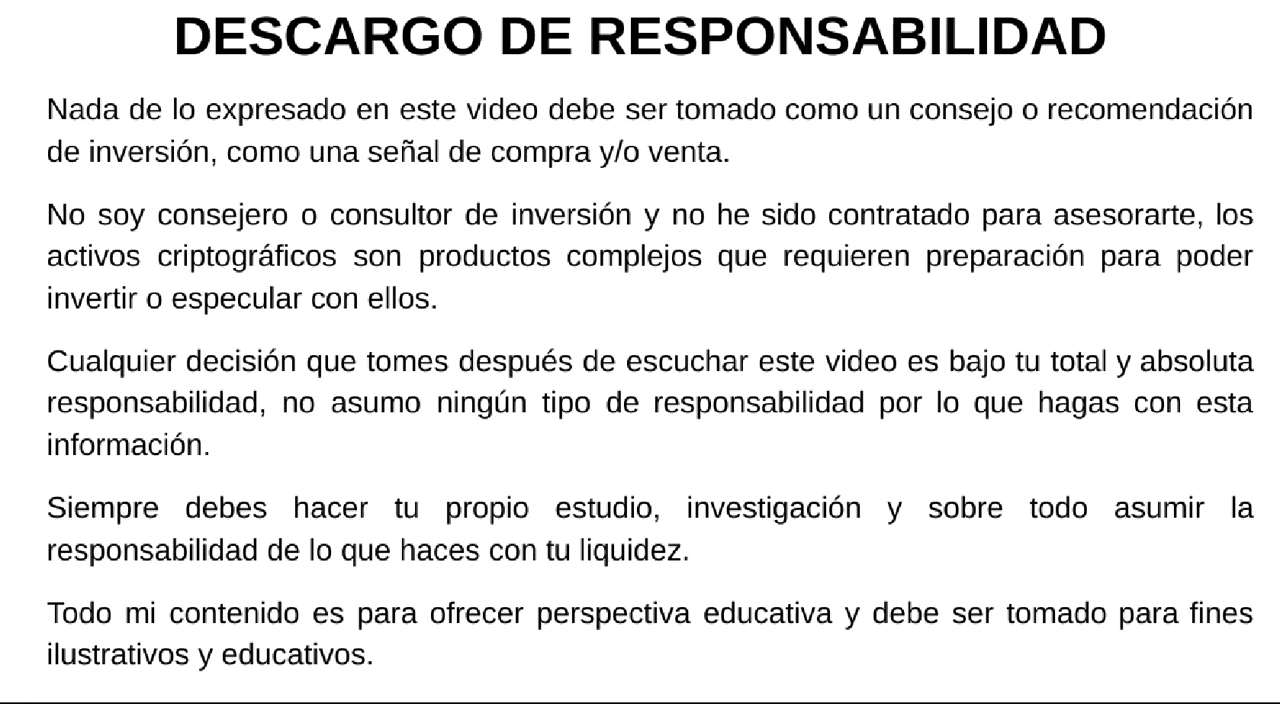 DESCARGO DE RESPONSABILIDAD
Nada de lo expresado en este video debe ser tomado como un consejo o recomendación
de inversión, como una señal de compra y/o venta.
No soy consejero o consultor de inversión y no he sido contratado para asesorarte, los
activos criptográficos son productos complejos que requieren preparación para poder
invertir o especular con ellos.
Cualquier decisión que tomes después de escuchar este video es bajo tu total y absoluta
responsabilidad, no asumo ningún tipo de responsabilidad por lo que hagas con esta
información.
Siempre debes hacer tu propio estudio, investigación y sobre todo asumir la
responsabilidad de lo que haces con tu liquidez.
Todo mi contenido es para ofrecer perspectiva educativa y debe ser tomado para fines
ilustrativos y educativos.